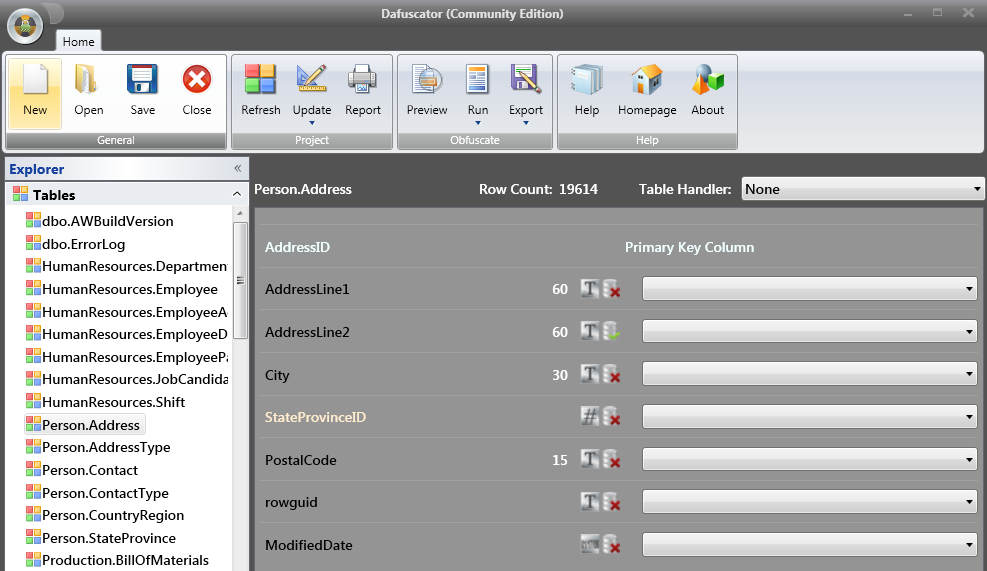 Dafuscator (Community Edition)
Home
New Open Save Close Refresh Update Report Preview Run Export Help Homepage About
General Project Obfuscate Help
Explorer «
Tables
dbo.AWBuildVersion
dbo.ErrorLog
HumanResources.Departmen
HumanResources.Employee
HumanResources.EmployeeA
HumanResources.EmployeeD
HumanResources.EmployeePa
HumanResources.JobCandida
HumanResources.Shift
Person.Address
Person.AddressType
Person.Contact
Person.ContactType
Person.CountryRegion
Person.StateProvince
Production.BillOfMaterials
Person.Address Row Count: 19614 Table Handler: None
AddressID Primary Key Column
AddressLine1 60 T
AddressLine2 60 T
City 30 T
StateProvinceID #
PostalCode 15 T
rowguid T
ModifiedDate